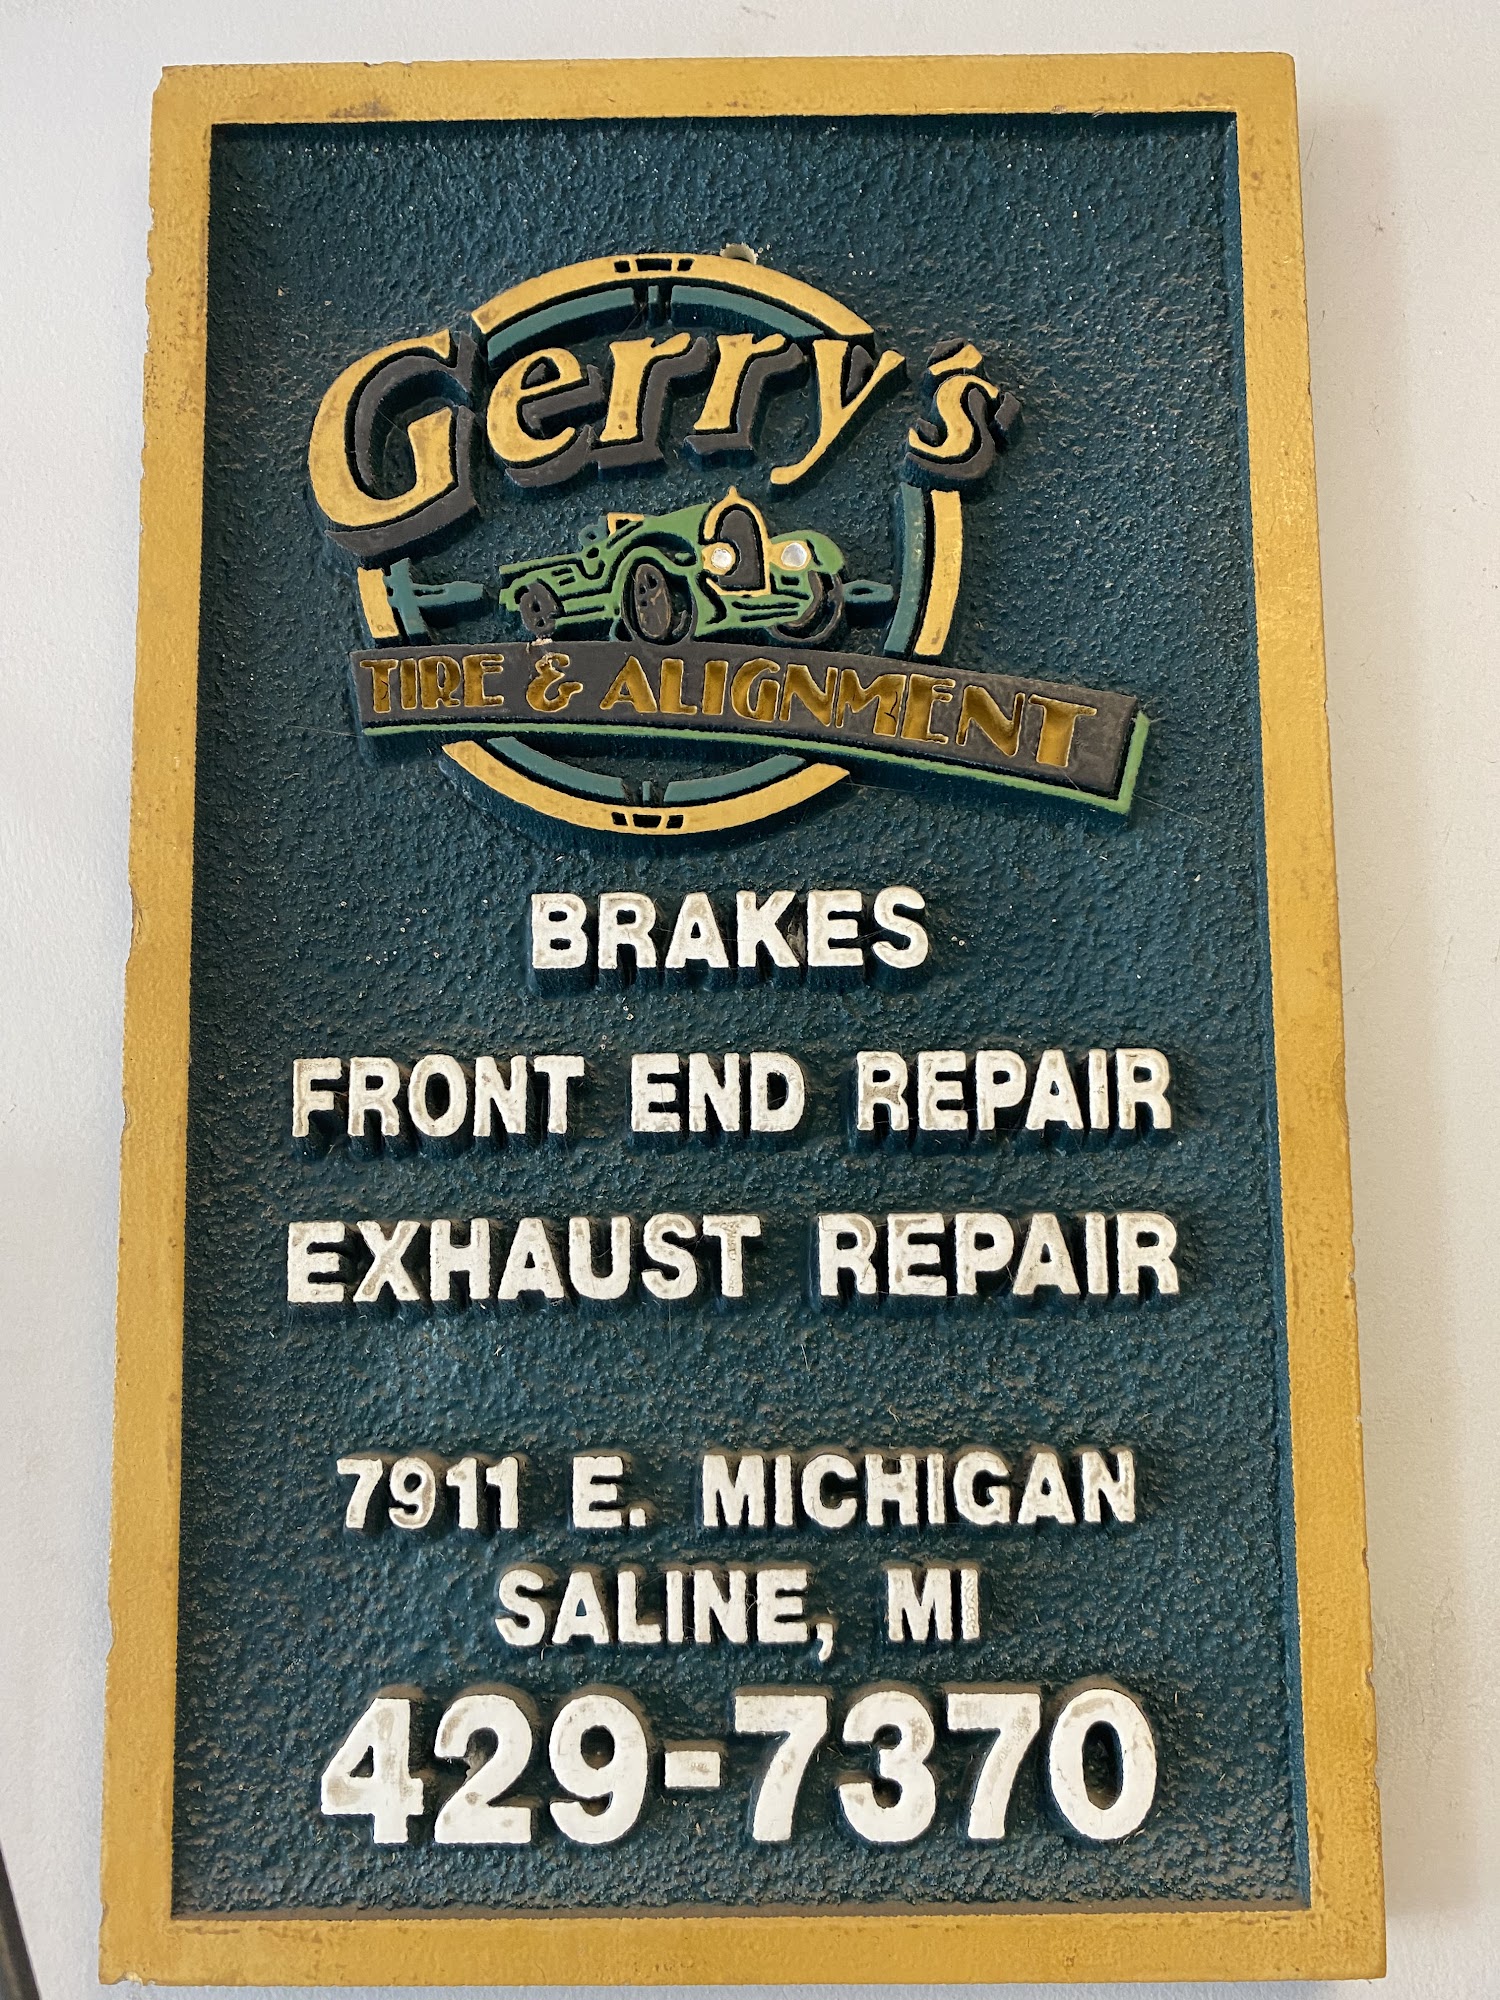 Gerry's
TIRE & ALIGNMENT
BRAKES
FRONT END REPAIR
EXHAUST REPAIR
7911 E. MICHIGAN
SALINE, MI
429-7370